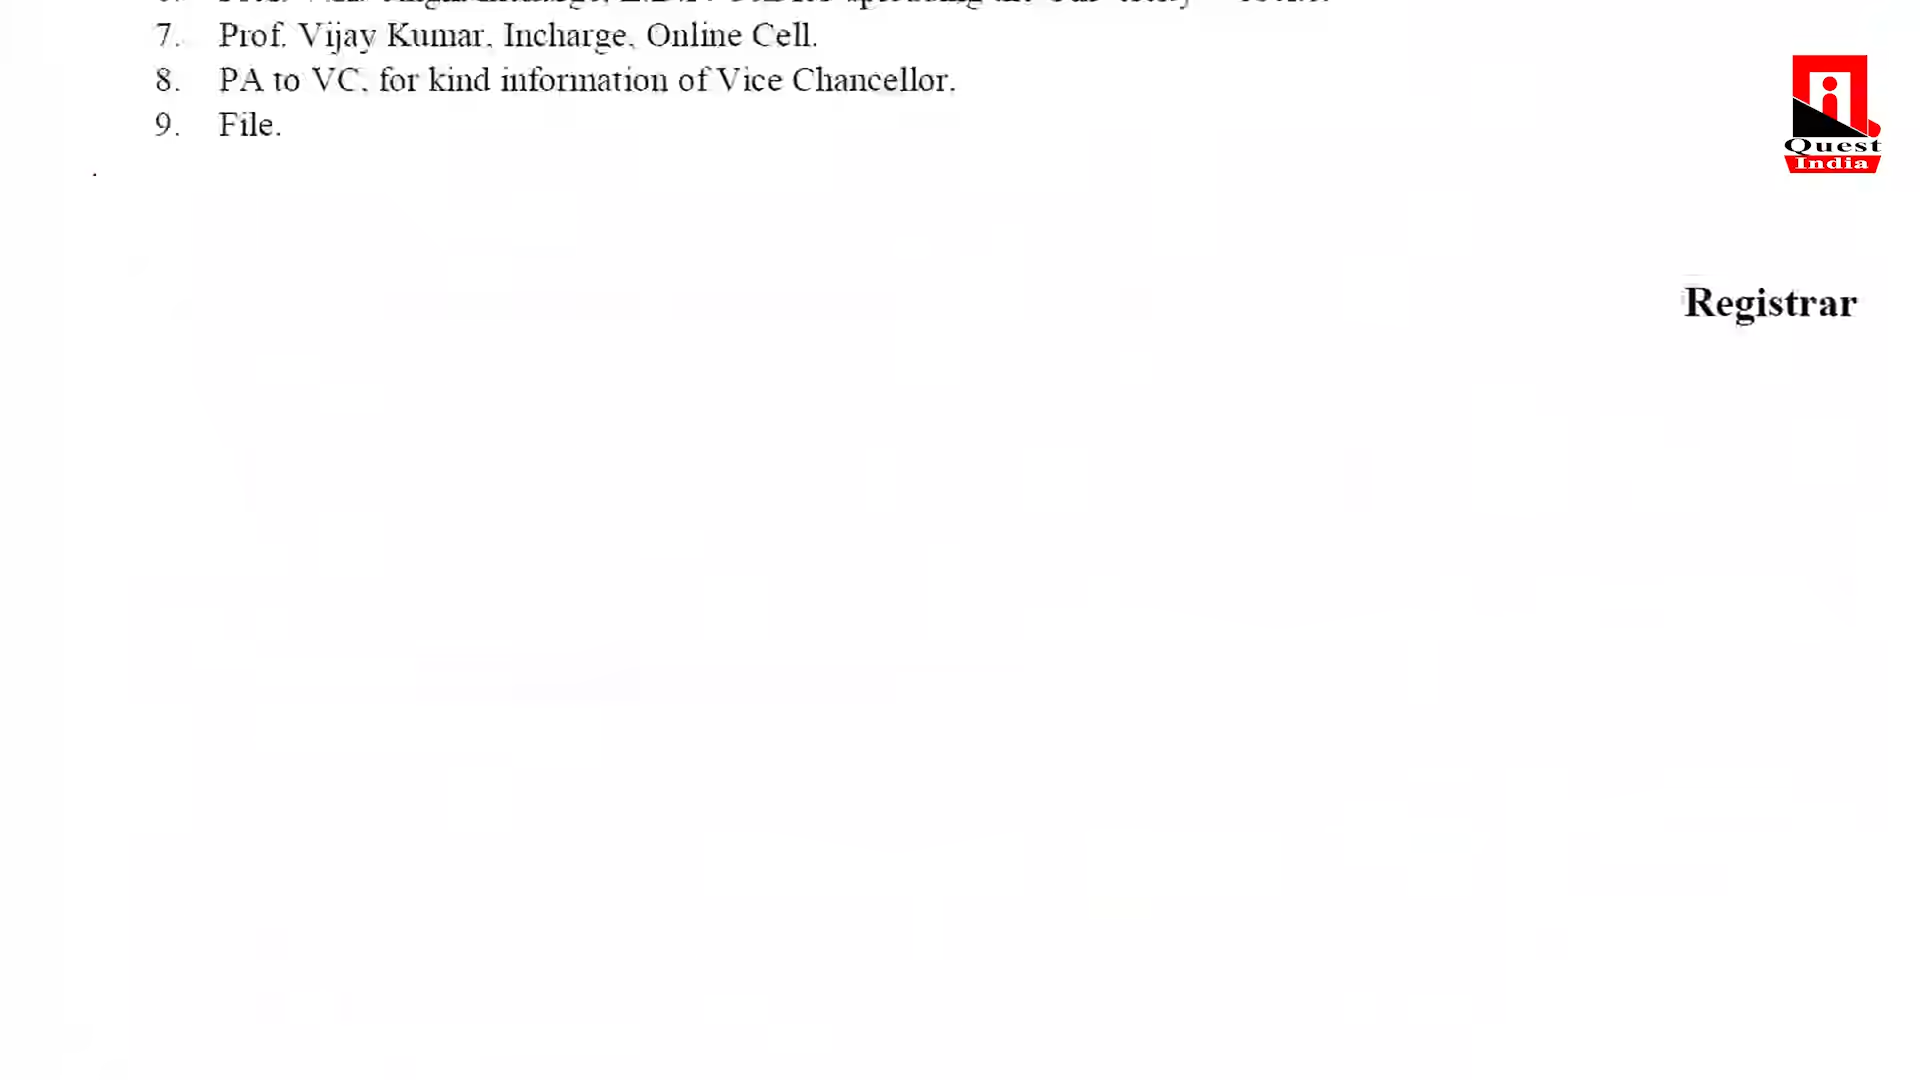 7. Prof. Vijay Kumar, Incharge, Online Cell.
8. PA to VC, for kind information of Vice Chancellor.
9. File.
Quest
India
Registrar